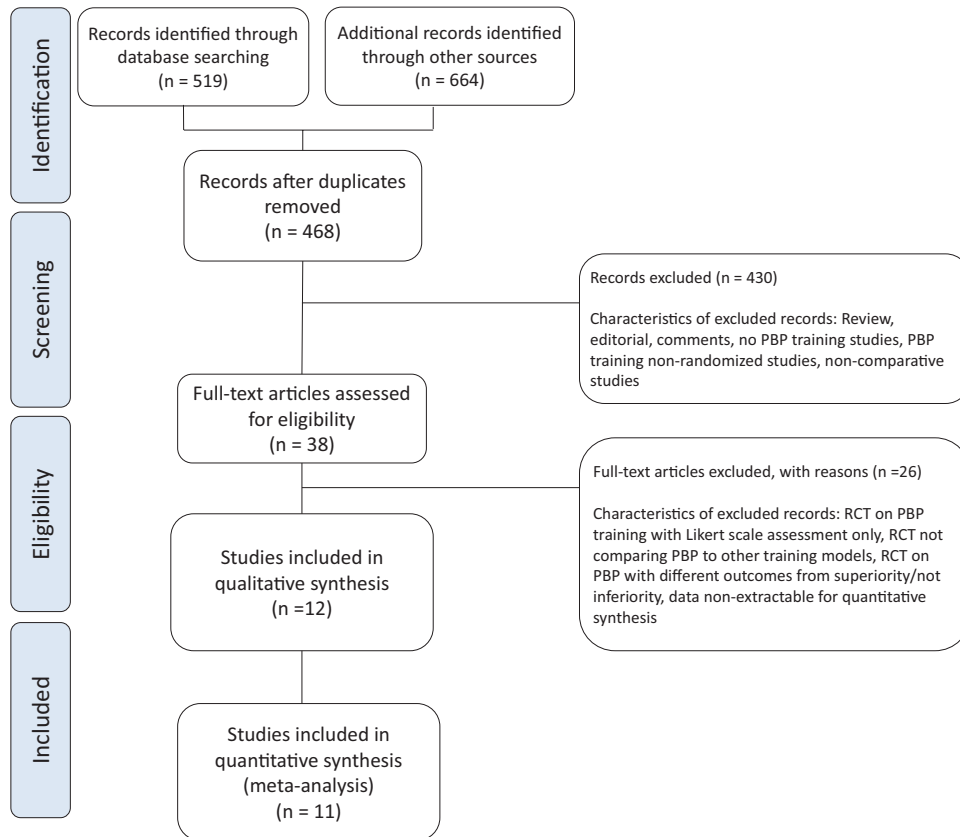 Identification
Records identified through
database searching
(n = 519)
Additional records identified
through other sources
(n = 664)
Records after duplicates
removed
(n = 468)
Screening
Records excluded (n = 430)
Characteristics of excluded records: Review,
editorial, comments, no PBP training studies, PBP
training non-randomized studies, non-comparative
studies
Full-text articles assessed
for eligibility
(n = 38)
Eligibility
Full-text articles excluded, with reasons (n =26)
Characteristics of excluded records: RCT on PBP
training with Likert scale assessment only, RCT not
comparing PBP to other training models, RCT on
PBP with different outcomes from superiority/not
inferiority, data non-extractable for quantitative
synthesis
Studies included in
qualitative synthesis
(n =12)
Included
Studies included in
quantitative synthesis
(meta-analysis)
(n = 11)